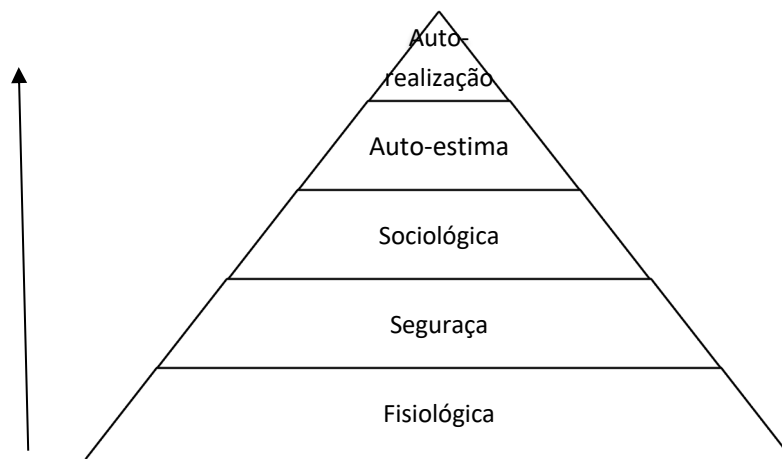 Auto-
realização
Auto-estima
Sociológica
Seguraça
Fisiológica